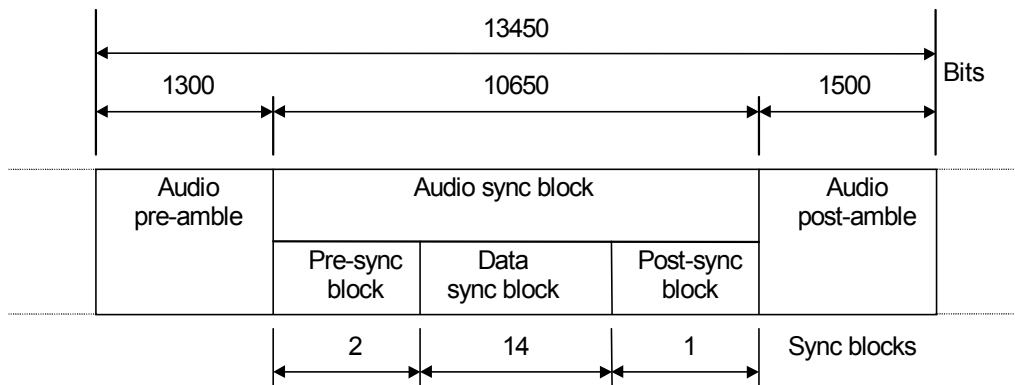 13450
Bits
1300 10650 1500
Audio
pre-amble
Audio sync block
Audio
post-amble
Pre-sync
block
Data
sync block
Post-sync
block
2 14 1 Sync blocks